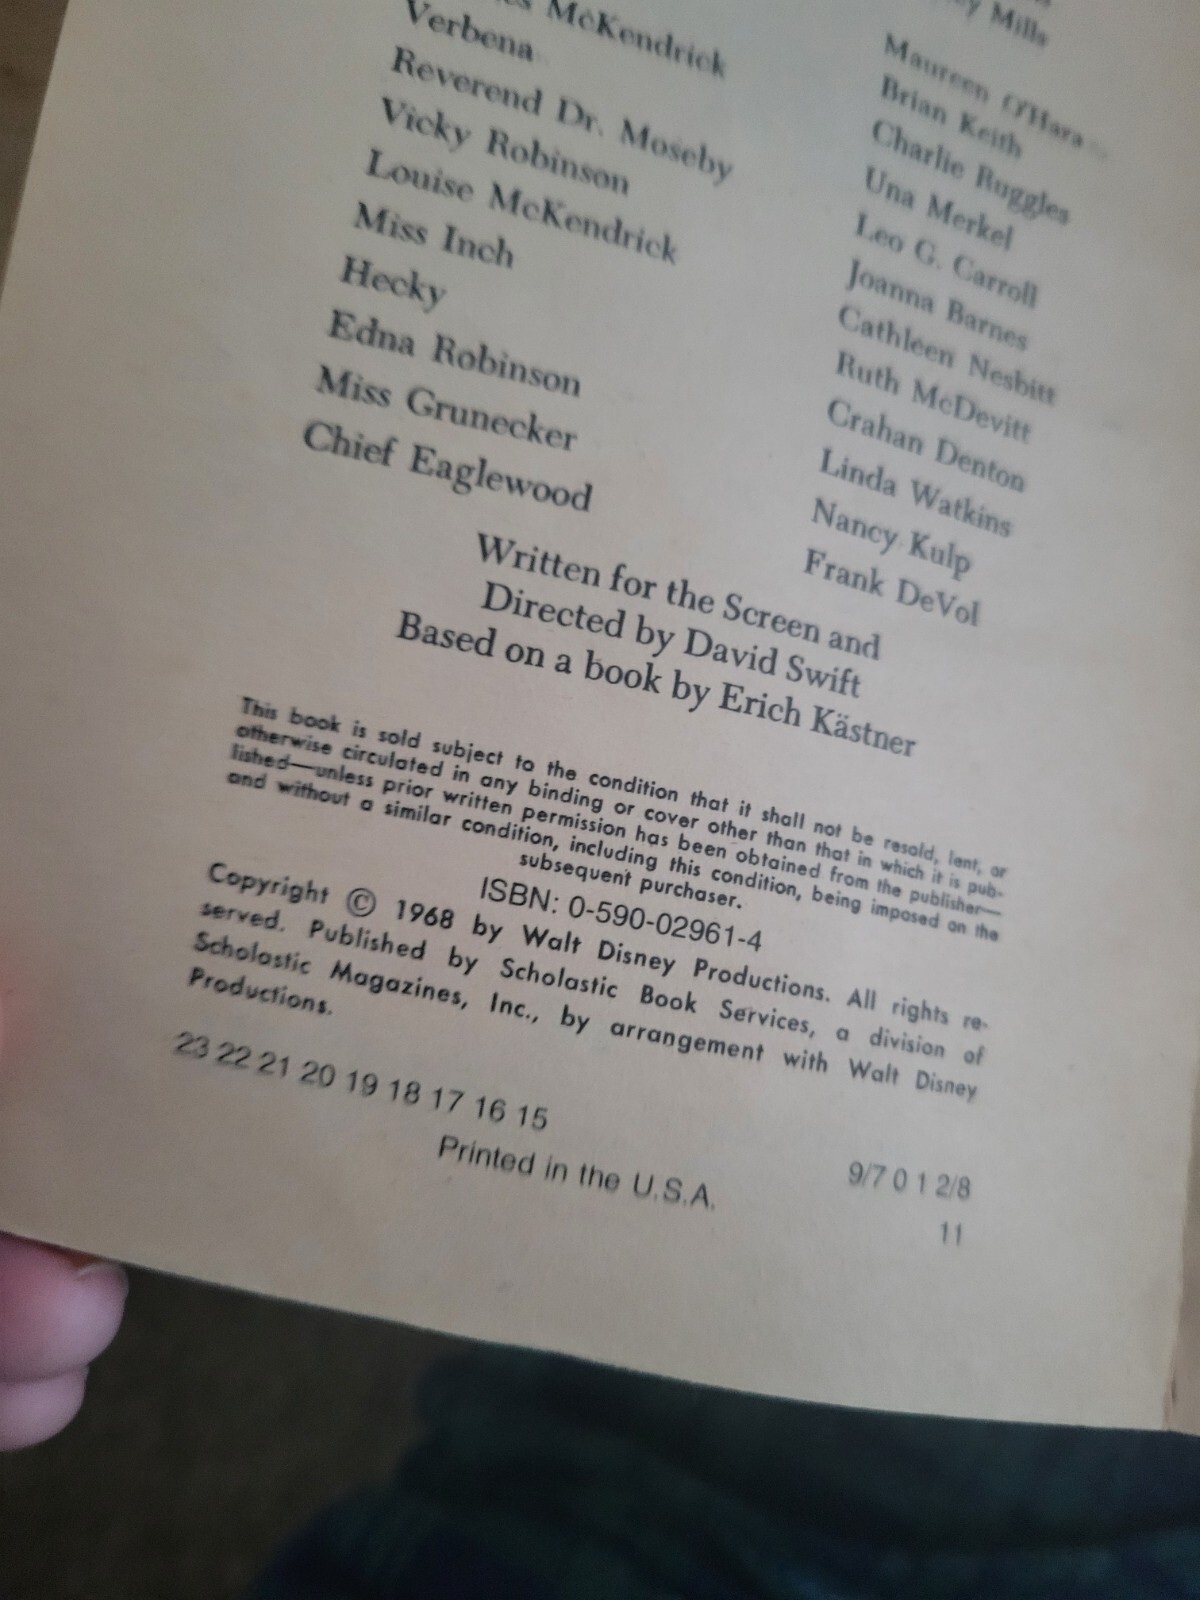 McKendrick
Verbena
Reverend Dr. Moseby
Vicky Robinson
Louise McKendrick
Miss Inch
Hecky
Edna Robinson
Miss Grunecker
Chief Eaglewood
Mills
Maureen O'Hara
Brian Keith
Charlie Ruggles
Una Merkel
Leo G. Carroll
Joanna Barnes
Cathleen Nesbitt
Ruth McDevitt
Crahan Denton
Linda Watkins
Nancy Kulp
Frank DeVol
Written for the Screen and
Directed by David Swift
Based on a book by Erich Kästner
This book is sold subject to the condition that it shall not be resold, lent, or
otherwise circulated in any binding or cover other than that in which it is pub-
lished—unless prior written permission has been obtained from the publisher—
and without a similar condition, including this condition, being imposed on the
subsequent purchaser.
ISBN: 0-590-02961-4
Copyright © 1968 by Walt Disney Productions. All rights re-
served. Published by Scholastic Book Services, a division of
Scholastic Magazines, Inc., by arrangement with Walt Disney
Productions.
23 22 21 20 19 18 17 16 15
9/7 0 1 2/8
Printed in the U.S.A.
11